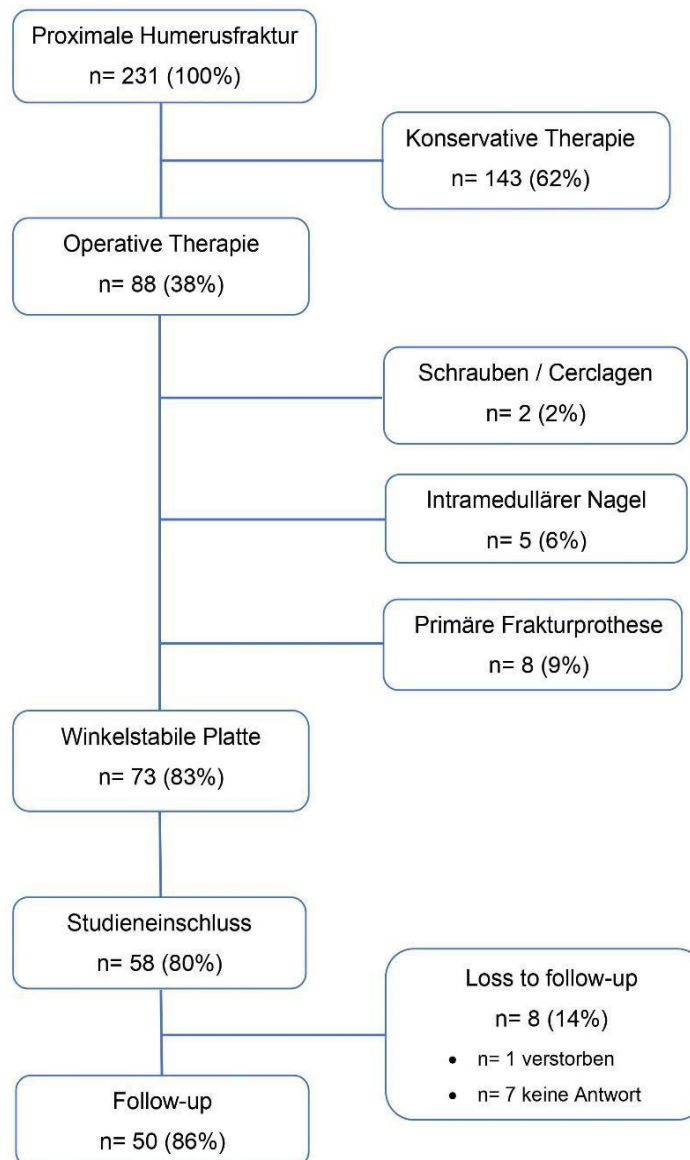 Proximale Humerusfraktur
n= 231 (100%)
Konservative Therapie
n= 143 (62%)
Operative Therapie
n= 88 (38%)
Schrauben / Cerclagen
n= 2 (2%)
Intramedullärer Nagel
n= 5 (6%)
Primäre Frakturprothese
n= 8 (9%)
Winkelstabile Platte
n= 73 (83%)
Studieneinschluss
n= 58 (80%)
Loss to follow-up
n= 8 (14%)
• n= 1 verstorben
• n= 7 keine Antwort
Follow-up
n= 50 (86%)